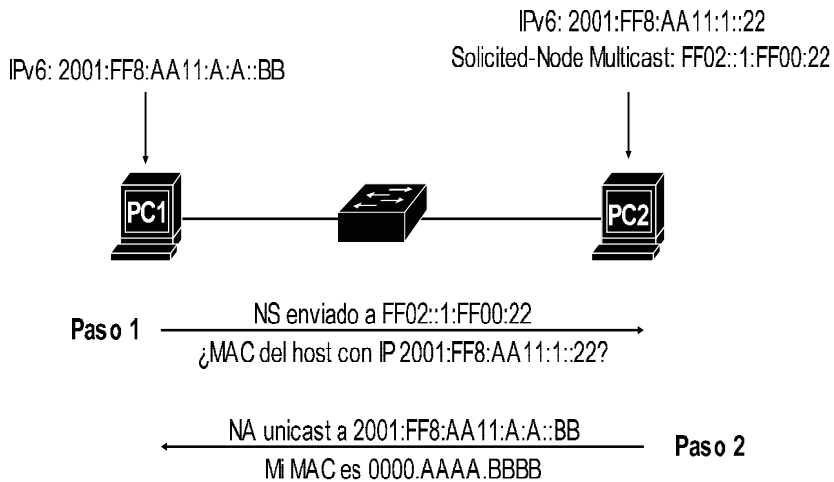 IPv6: 2001:FF8:AA11:1::22
Solicited-Node Multicast: FF02::1:FF00:22
IPv6: 2001:FF8:AA11:A:A::BB
PC1
PC2
Paso 1
NS enviado a FF02::1:FF00:22
¿MAC del host con IP 2001:FF8:AA11:1::22?
NA unicast a 2001:FF8:AA11:A:A::BB
Mi MAC es 0000.AAAA.BBBB
Paso 2